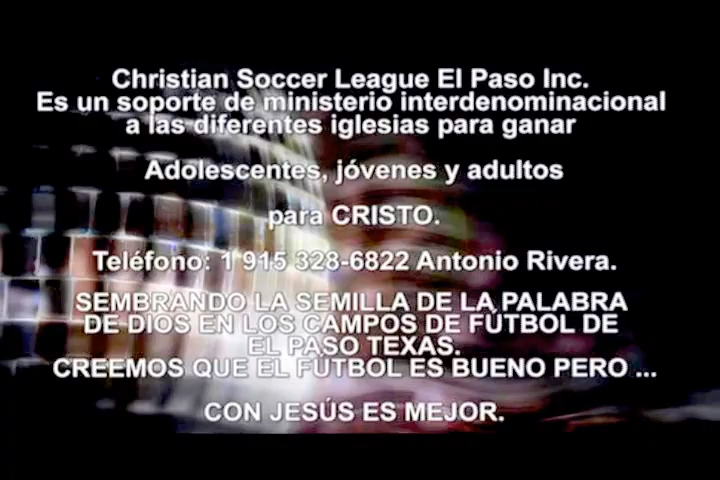 Christian Soccer League El Paso Inc.
Es un soporte de ministerio interdenominacional
a las diferentes iglesias para ganar
Adolescentes, jóvenes y adultos
para CRISTO.
Teléfono: 1 915 328-6822 Antonio Rivera.
SEMBRANDO LA SEMILLA DE LA PALABRA
DE DIOS EN LOS CAMPOS DE FÚTBOL DE
EL PASO TEXAS.
CREEMOS QUE EL FÚTBOL ES BUENO PERO ...
CON JESÚS ES MEJOR.